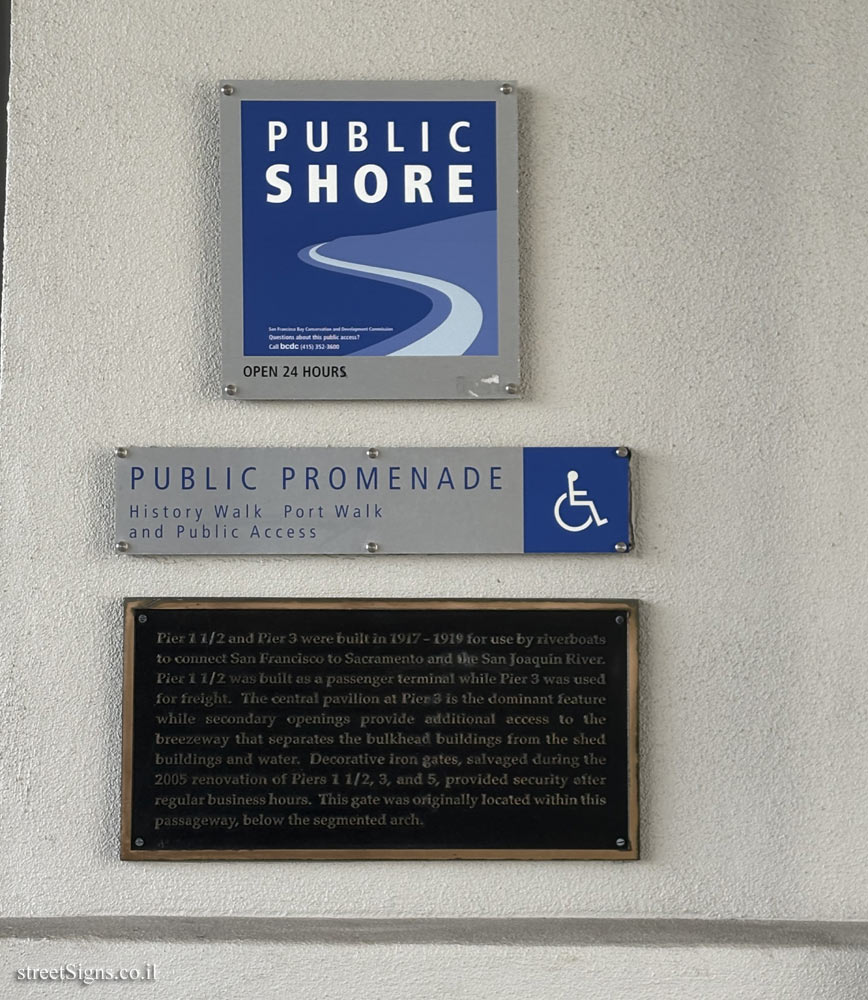 PUBLIC
SHORE
San Francisco Bay Conservation and Development Commission
Questions about this public access?
Call bcdc (415) 352-3600
OPEN 24 HOURS
PUBLIC PROMENADE
History Walk Port Walk
and Public Access
Pier 1 1/2 and Pier 3 were built in 1917 – 1919 for use by riverboats
to connect San Francisco to Sacramento and the San Joaquin River.
Pier 1 1/2 was built as a passenger terminal while Pier 3 was used
for freight. The central pavilion at Pier 3 is the dominant feature
while secondary openings provide additional access to the
breezeway that separates the bulkhead buildings from the shed
buildings and water. Decorative iron gates, salvaged during the
2005 renovation of Piers 1 1/2, 3, and 5, provided security after
regular business hours. This gate was originally located within this
passageway, below the segmented arch.
streetSigns.co.il